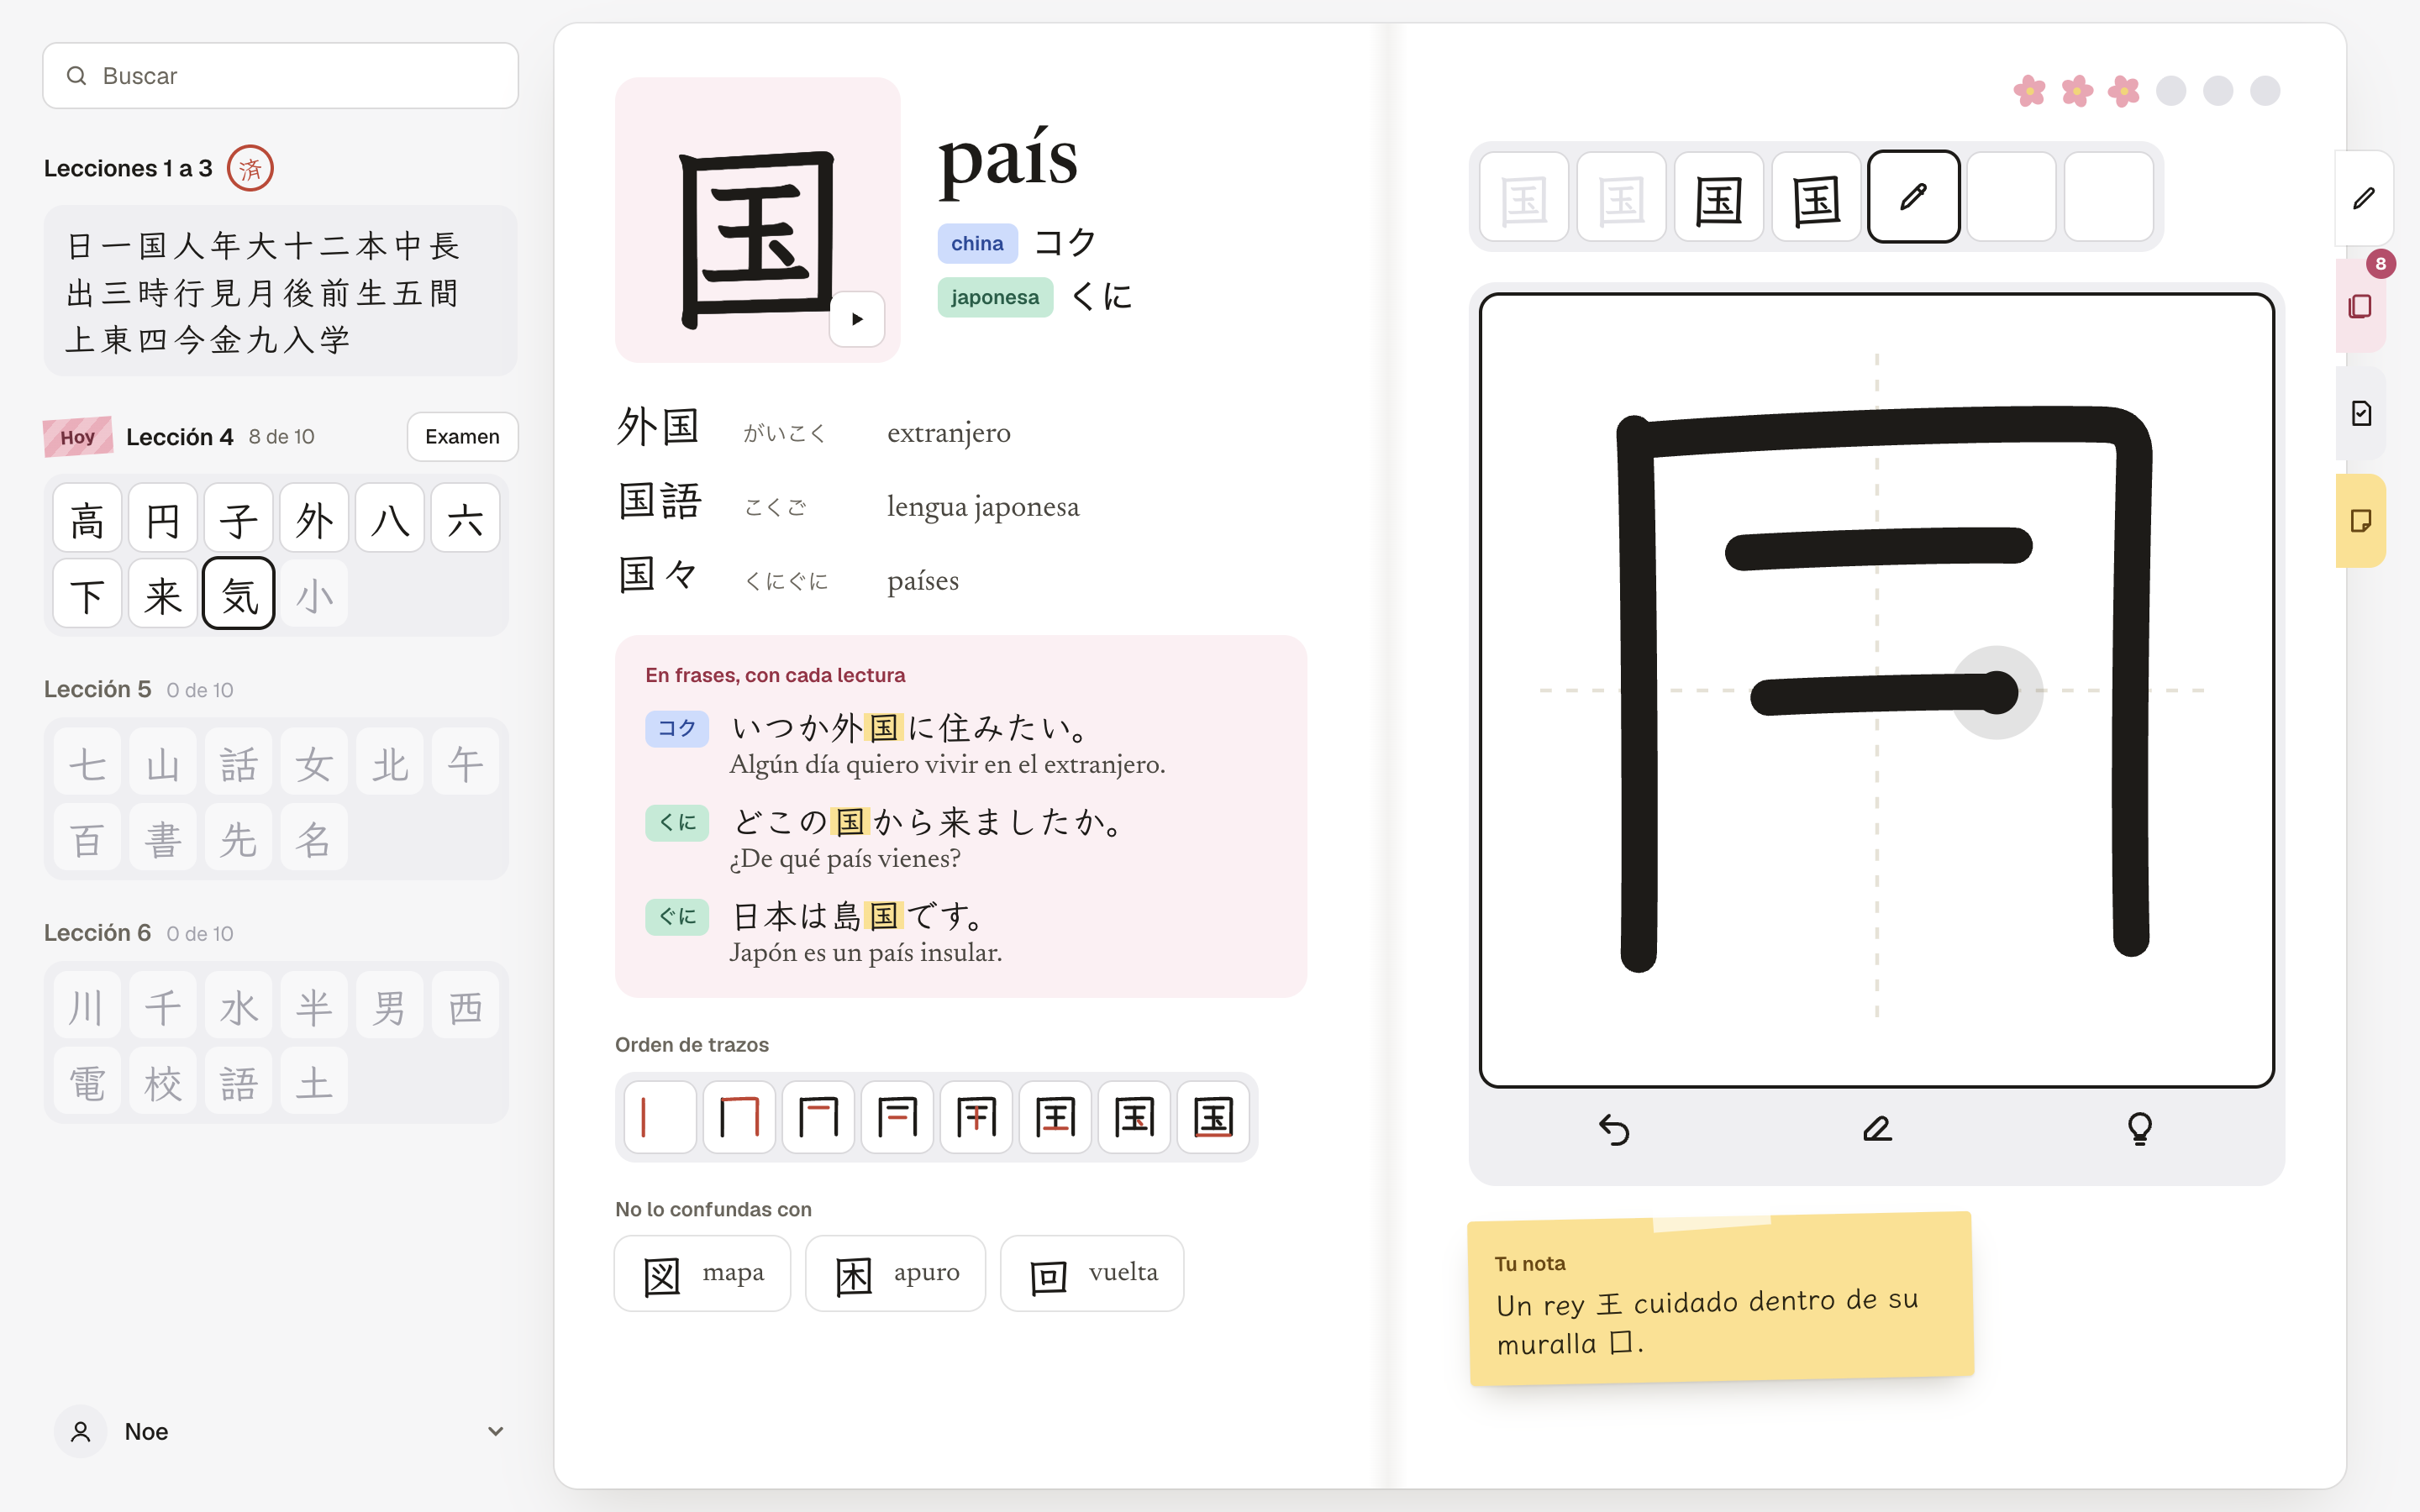 Buscar
Lecciones 1 a 3 済
日一国人年大十二本中長
出三時行見月後前生五間
上東四今金九入学
Hoy Lección 4 8 de 10 Examen
高 円 子 外 八 六
下 来 気 小
Lección 5 0 de 10
七 山 話 女 北 午
百 書 先 名
Lección 6 0 de 10
川 千 水 半 男 西
電 校 語 土
Noe
国
país
china コク
japonesa くに
外国 がいこく extranjero
国語 こくご lengua japonesa
国々 くにぐに países
En frases, con cada lectura
コク いつか外国に住みたい。
Algún día quiero vivir en el extranjero.
くに どこの国から来ましたか。
¿De qué país vienes?
ぐに 日本は島国です。
Japón es un país insular.
Orden de trazos
国
No lo confundas con
図 mapa 困 apuro 回 vuelta
国 国 国 国
8
Tu nota
Un rey 王 cuidado dentro de su
muralla 囗.